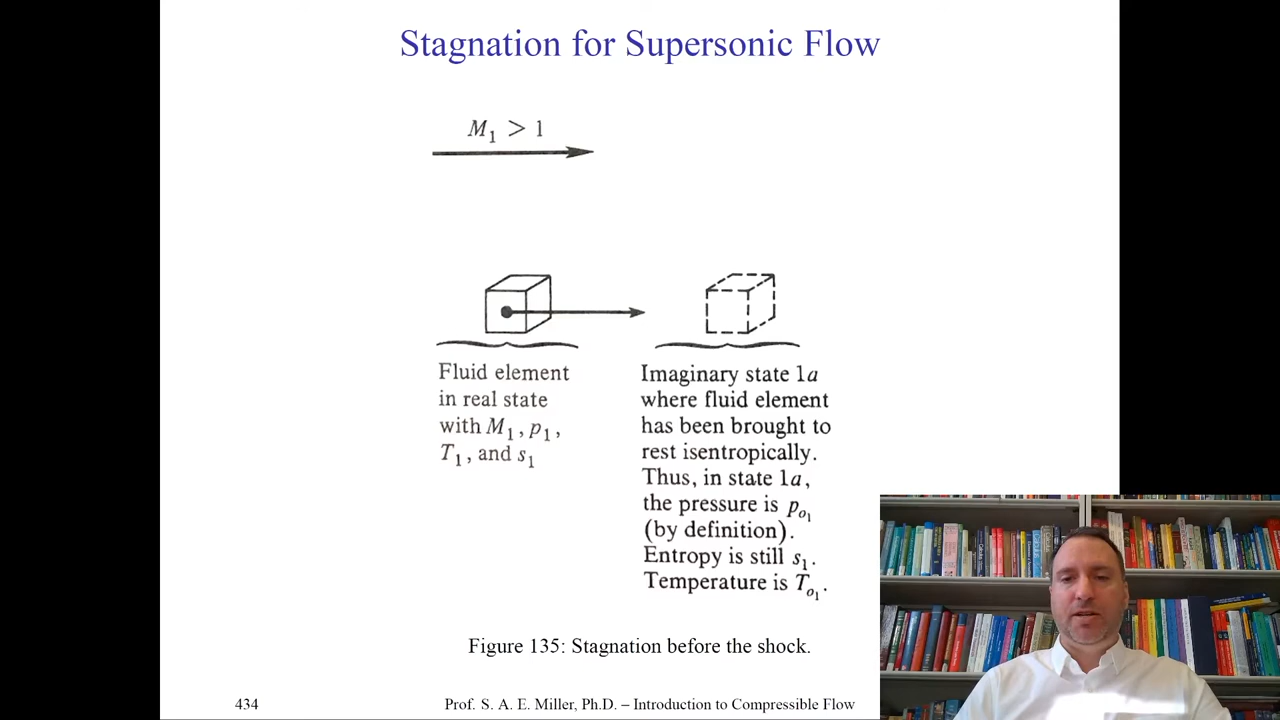 Stagnation for Supersonic Flow
M₁ > 1
Fluid element
in real state
with M₁, p₁,
T₁, and s₁
Imaginary state 1a
where fluid element
has been brought to
rest isentropically.
Thus, in state 1a,
the pressure is pₒ₁
(by definition).
Entropy is still s₁.
Temperature is Tₒ₁.
Figure 135: Stagnation before the shock.
434
Prof. S. A. E. Miller, Ph.D. – Introduction to Compressible Flow